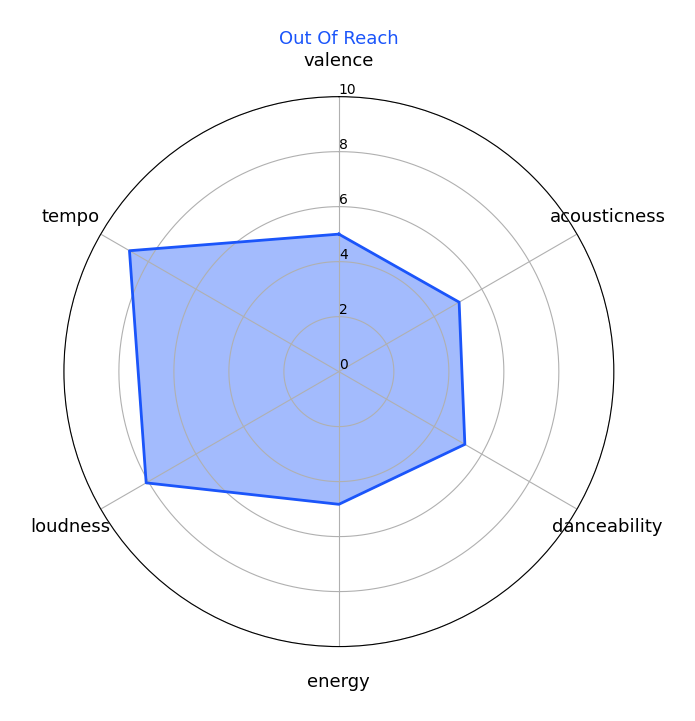 Out Of Reach
valence
10
8
tempo
acousticness
6
4
2
0
loudness
danceability
energy